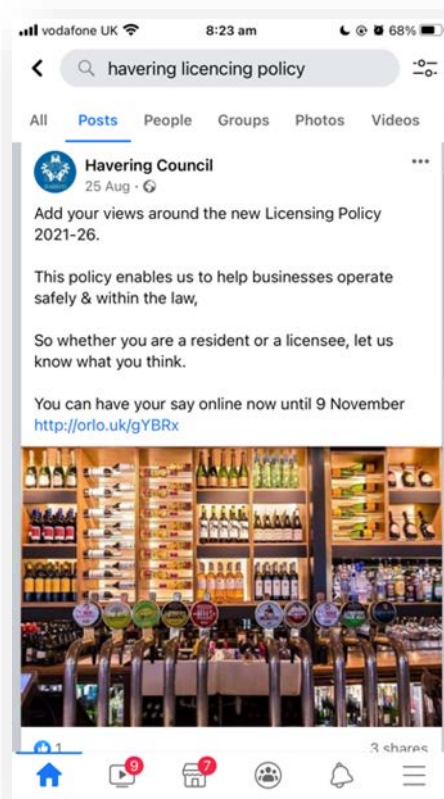 vodafone UK
8:23 am
68%
havering licencing policy
All Posts People Groups Photos Videos
Havering Council
25 Aug
Add your views around the new Licensing Policy
2021-26.
This policy enables us to help businesses operate
safely & within the law,
So whether you are a resident or a licensee, let us
know what you think.
You can have your say online now until 9 November
http://orlo.uk/gYBRx
1
3 shares
9
7